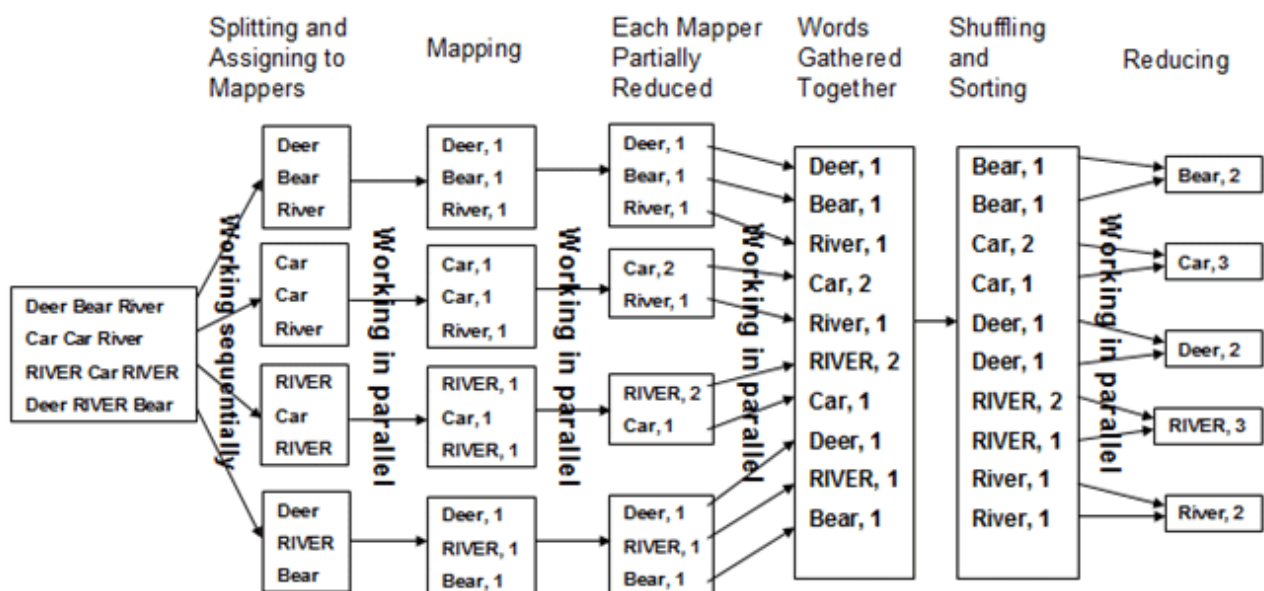 Splitting and
Assigning to
Mappers
Mapping
Each Mapper
Partially
Reduced
Words
Gathered
Together
Shuffling
and
Sorting
Reducing
Deer Bear River
Car Car River
RIVER Car RIVER
Deer RIVER Bear
Working sequentially
Deer
Bear
River
Car
Car
River
RIVER
Car
RIVER
Deer
RIVER
Bear
Working in parallel
Deer, 1
Bear, 1
River, 1
Car, 1
Car, 1
River, 1
RIVER, 1
Car, 1
RIVER, 1
Deer, 1
RIVER, 1
Bear, 1
Working in parallel
Deer, 1
Bear, 1
River, 1
Car, 2
River, 1
RIVER, 2
Car, 1
Deer, 1
RIVER, 1
Bear, 1
Working in parallel
Deer, 1
Bear, 1
River, 1
Car, 2
River, 1
RIVER, 2
Car, 1
Deer, 1
RIVER, 1
Bear, 1
Bear, 1
Bear, 1
Car, 2
Car, 1
Deer, 1
Deer, 1
RIVER, 2
RIVER, 1
River, 1
River, 1
Working in parallel
Bear, 2
Car, 3
Deer, 2
RIVER, 3
River, 2